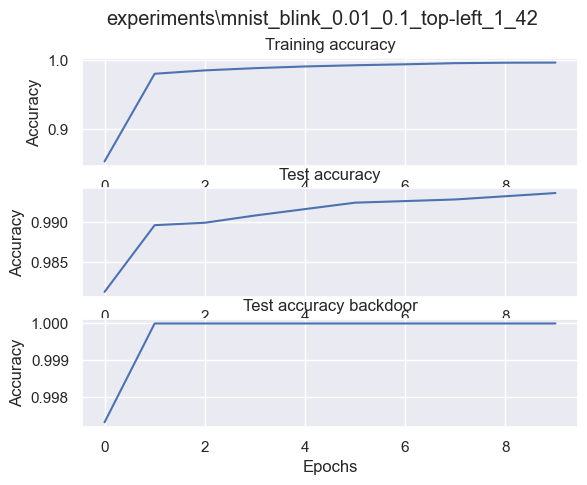 experiments\mnist_blink_0.01_0.1_top-left_1_42
Training accuracy
1.0
0.9
Accuracy
0 2 4 6 8
Test accuracy
0.990
0.985
Accuracy
0 2 4 6 8
Test accuracy backdoor
1.000
0.999
0.998
Accuracy
0 2 4 6 8
Epochs